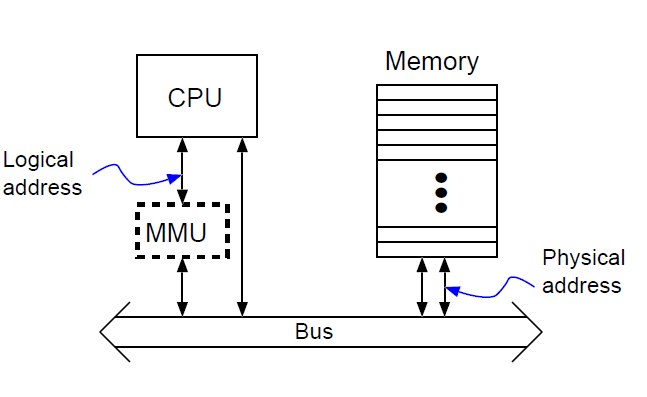 Memory
CPU
Logical
address
MMU
Physical
address
Bus